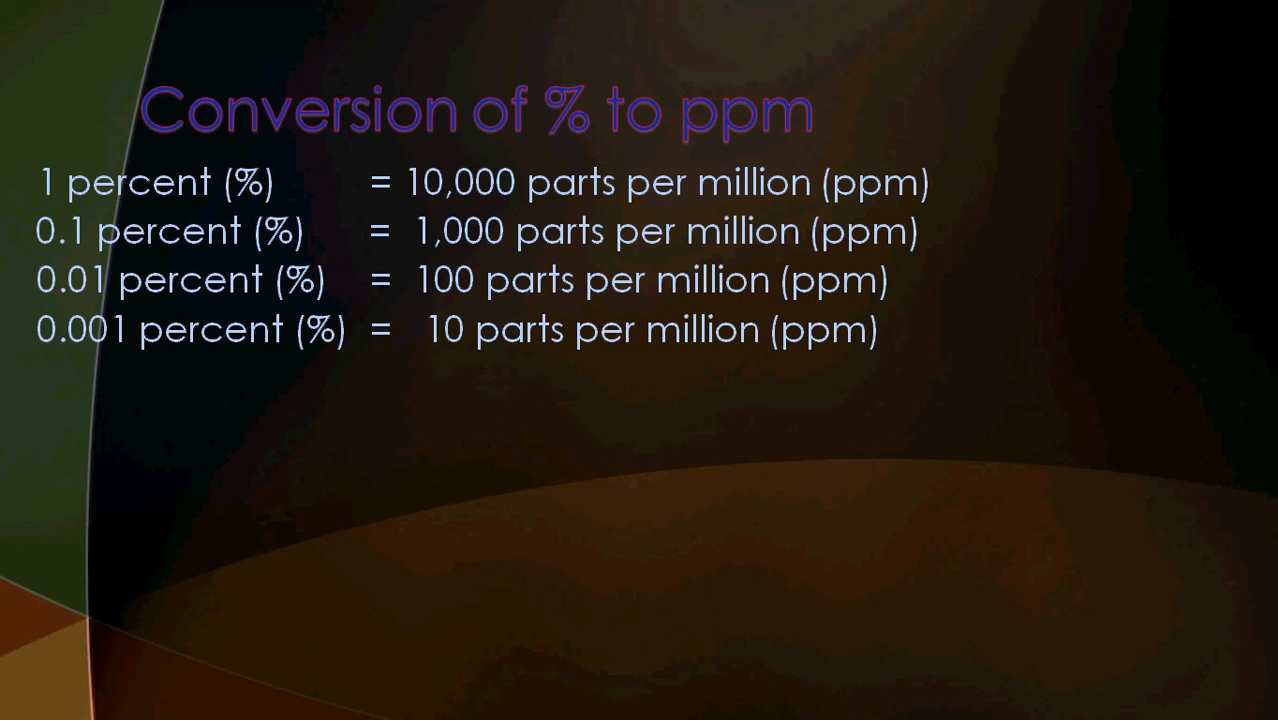 Conversion of % to ppm
1 percent (%) = 10,000 parts per million (ppm)
0.1 percent (%) = 1,000 parts per million (ppm)
0.01 percent (%) = 100 parts per million (ppm)
0.001 percent (%) = 10 parts per million (ppm)